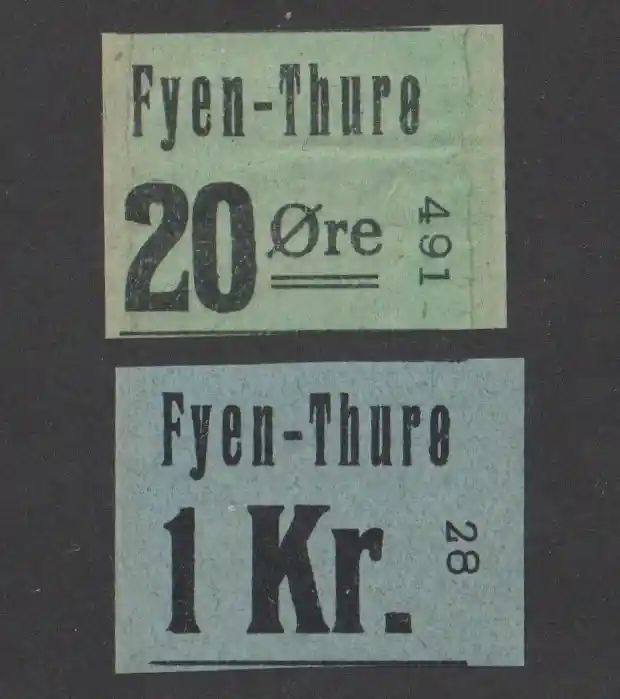 Fyen-Thurø
20 Øre
491
Fyen-Thurø
1 Kr.
28